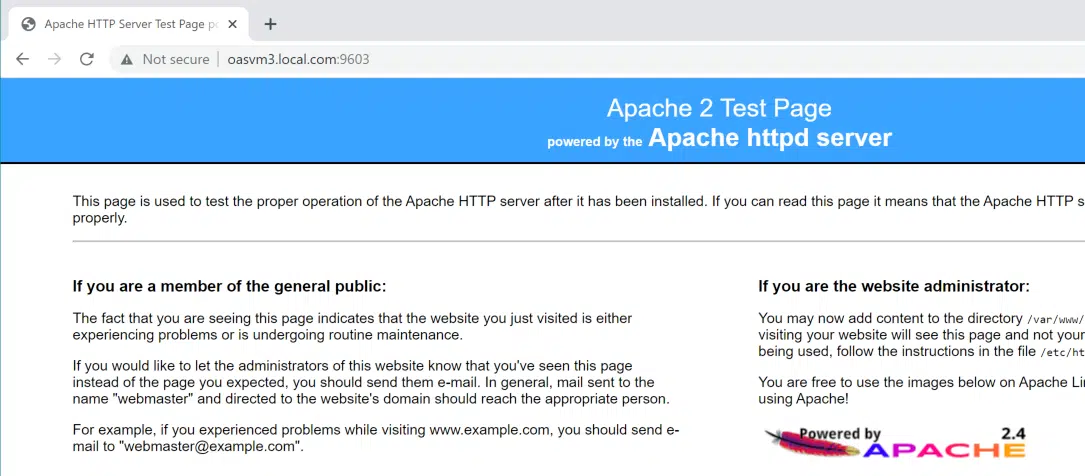 Apache HTTP Server Test Page
Not secure | oasvm3.local.com:9603
Apache 2 Test Page
powered by the Apache httpd server
This page is used to test the proper operation of the Apache HTTP server after it has been installed. If you can read this page it means that the Apache HTTP s
properly.
If you are a member of the general public:
The fact that you are seeing this page indicates that the website you just visited is either
experiencing problems or is undergoing routine maintenance.
If you would like to let the administrators of this website know that you've seen this page
instead of the page you expected, you should send them e-mail. In general, mail sent to the
name "webmaster" and directed to the website's domain should reach the appropriate person.
For example, if you experienced problems while visiting www.example.com, you should send e-
mail to "webmaster@example.com".
If you are the website administrator:
You may now add content to the directory /var/www/
visiting your website will see this page and not your
being used, follow the instructions in the file /etc/ht
You are free to use the images below on Apache Li
using Apache!
Powered by 2.4
APACHE